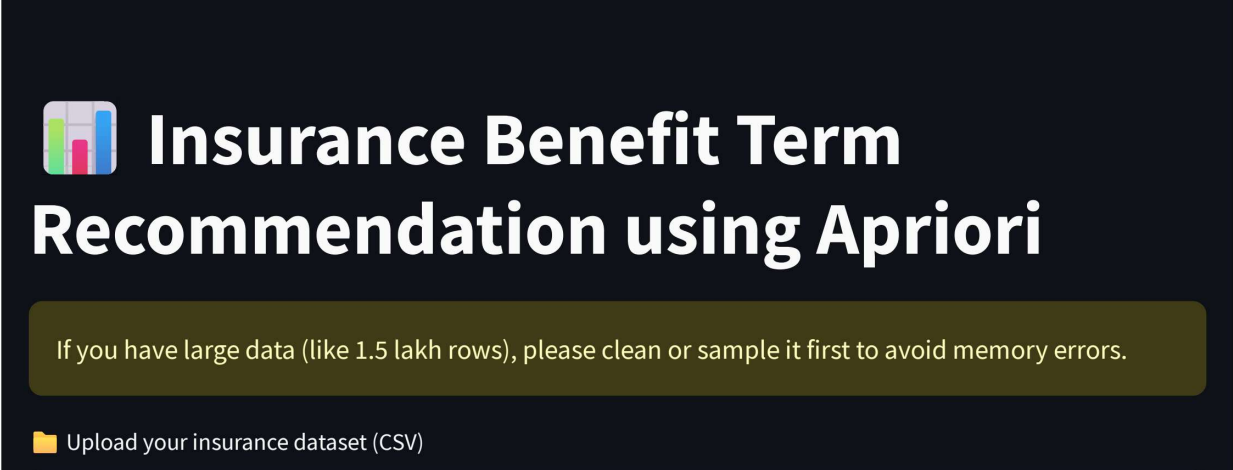 Insurance Benefit Term
Recommendation using Apriori
If you have large data (like 1.5 lakh rows), please clean or sample it first to avoid memory errors.
Upload your insurance dataset (CSV)